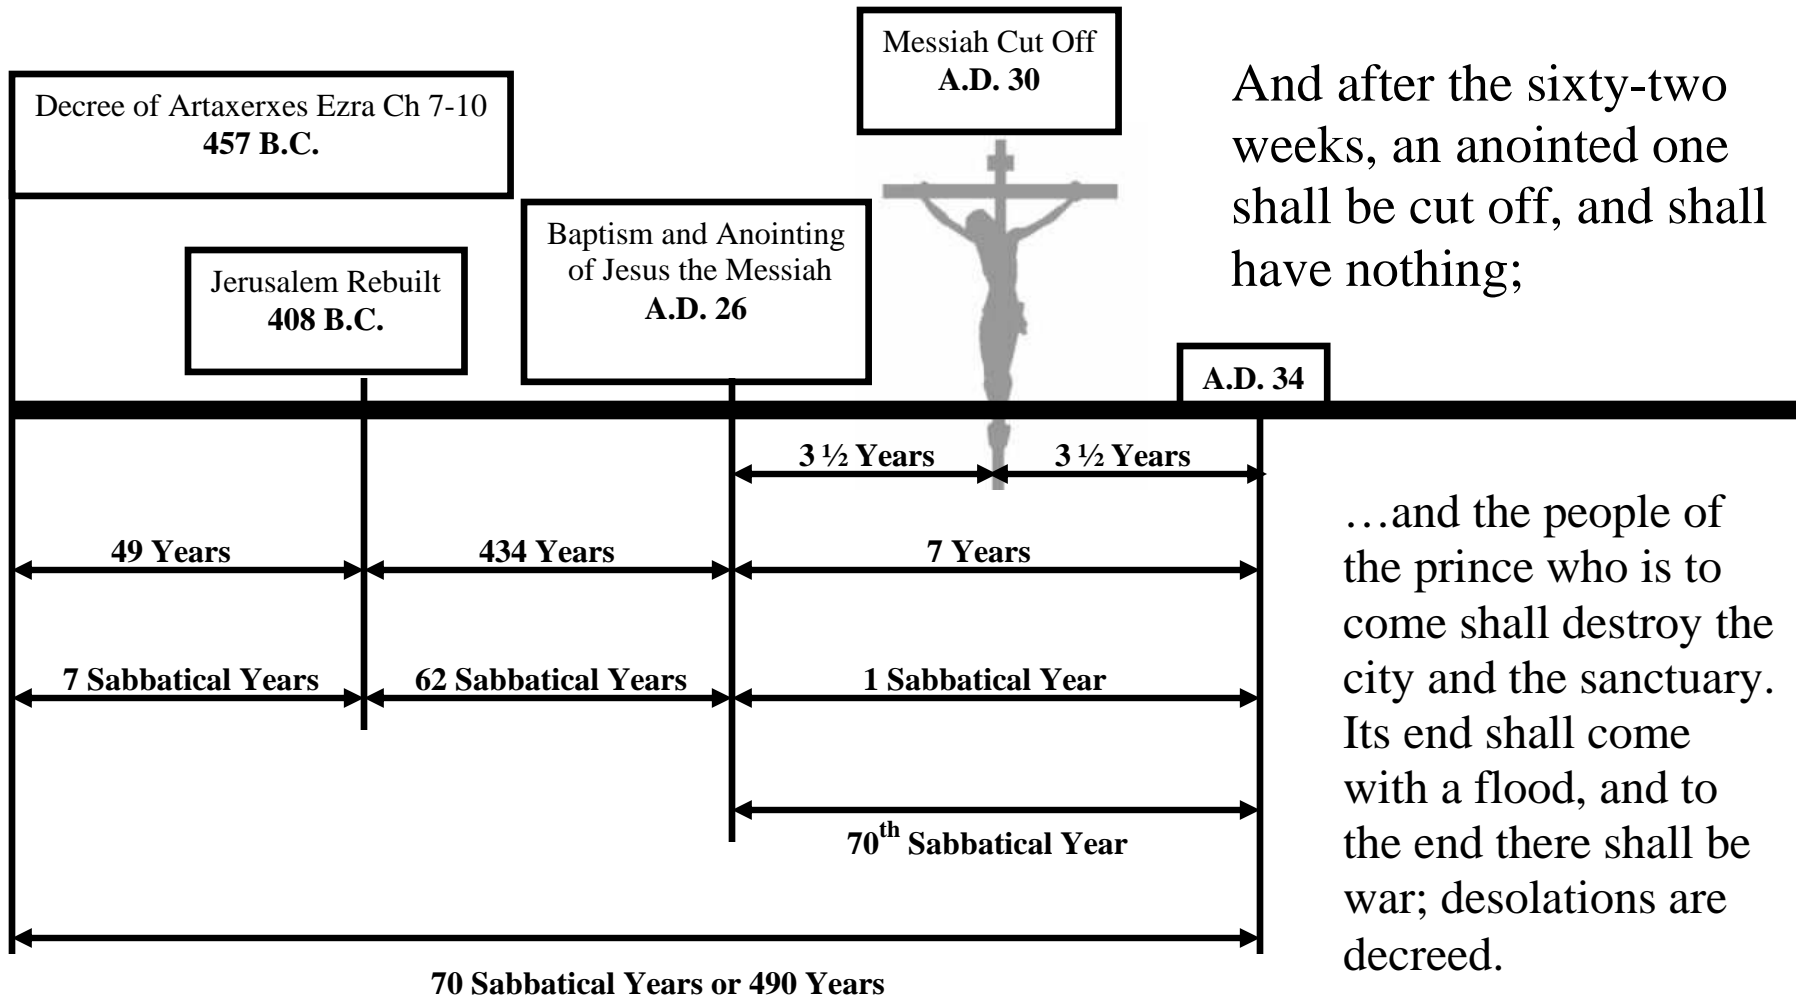 Messiah Cut Off
A.D. 30
Decree of Artaxerxes Ezra Ch 7-10
457 B.C.
And after the sixty-two
weeks, an anointed one
shall be cut off, and shall
have nothing;
Baptism and Anointing
of Jesus the Messiah
A.D. 26
Jerusalem Rebuilt
408 B.C.
A.D. 34
3 ½ Years
3 ½ Years
49 Years
434 Years
7 Years
7 Sabbatical Years
62 Sabbatical Years
1 Sabbatical Year
70th Sabbatical Year
70 Sabbatical Years or 490 Years
…and the people of
the prince who is to
come shall destroy the
city and the sanctuary.
Its end shall come
with a flood, and to
the end there shall be
war; desolations are
decreed.